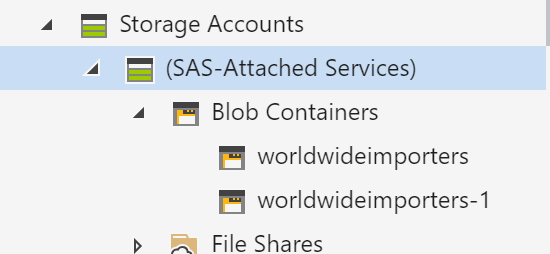 Storage Accounts
(SAS-Attached Services)
Blob Containers
worldwideimporters
worldwideimporters-1
File Shares